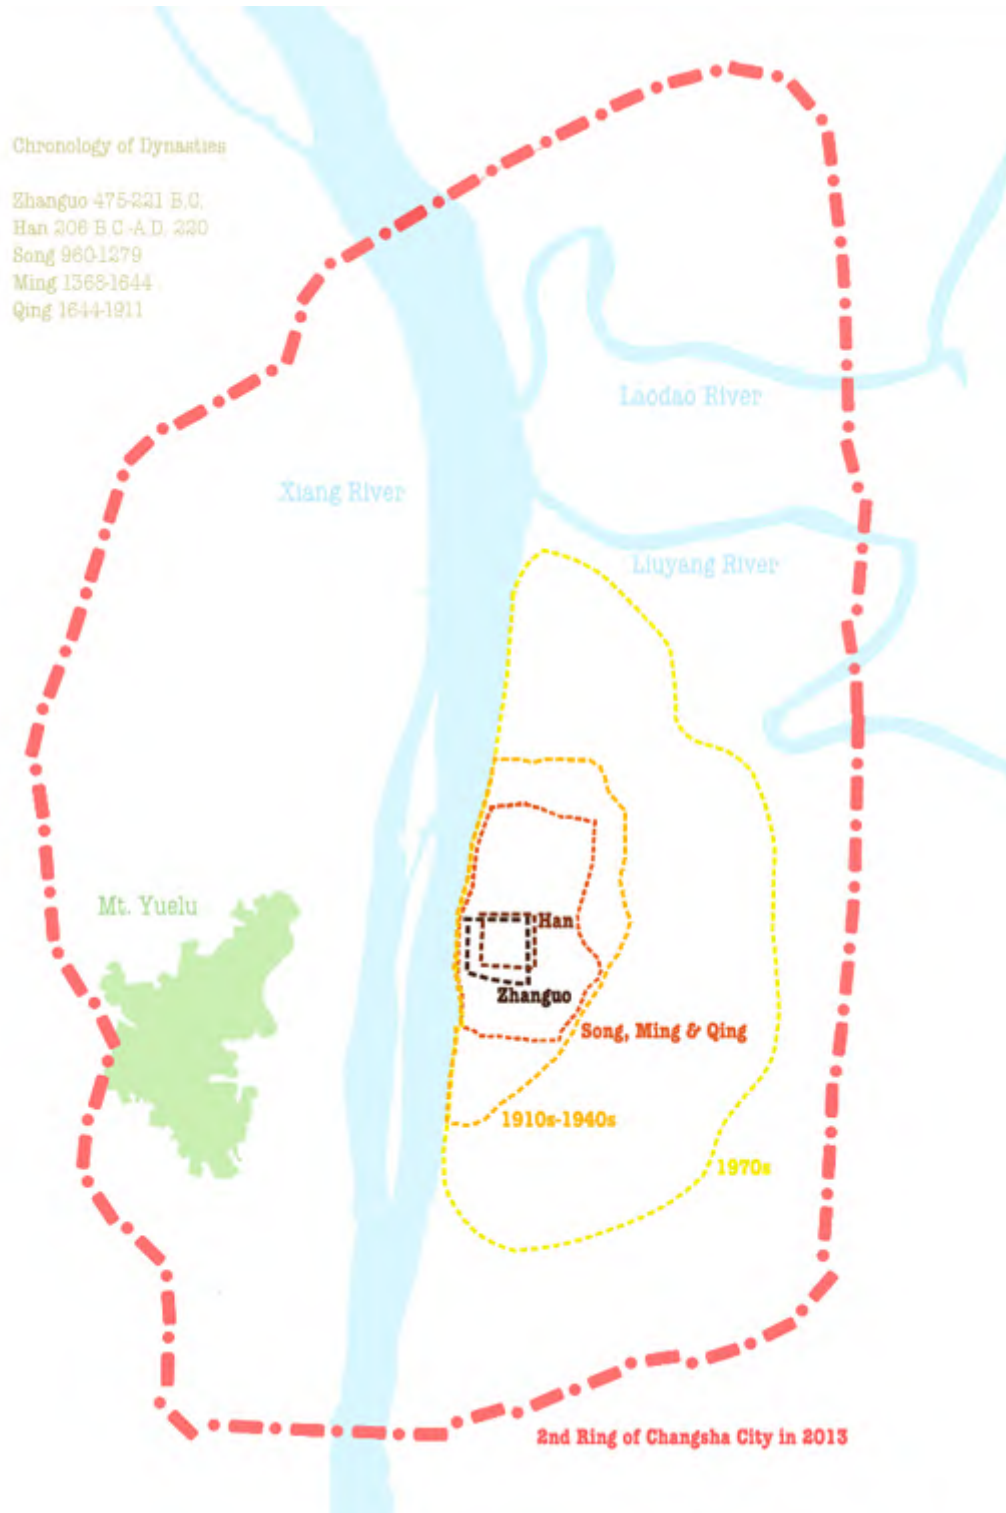 Chronology of Dynasties
Zhanguo 475-221 B.C.
Han 206 B.C.-A.D. 220
Song 960-1279
Ming 1368-1644
Qing 1644-1911
Laodao River
Xiang River
Liuyang River
Mt. Yuelu
Han
Zhanguo
Song, Ming & Qing
1910s-1940s
1970s
2nd Ring of Changsha City in 2013